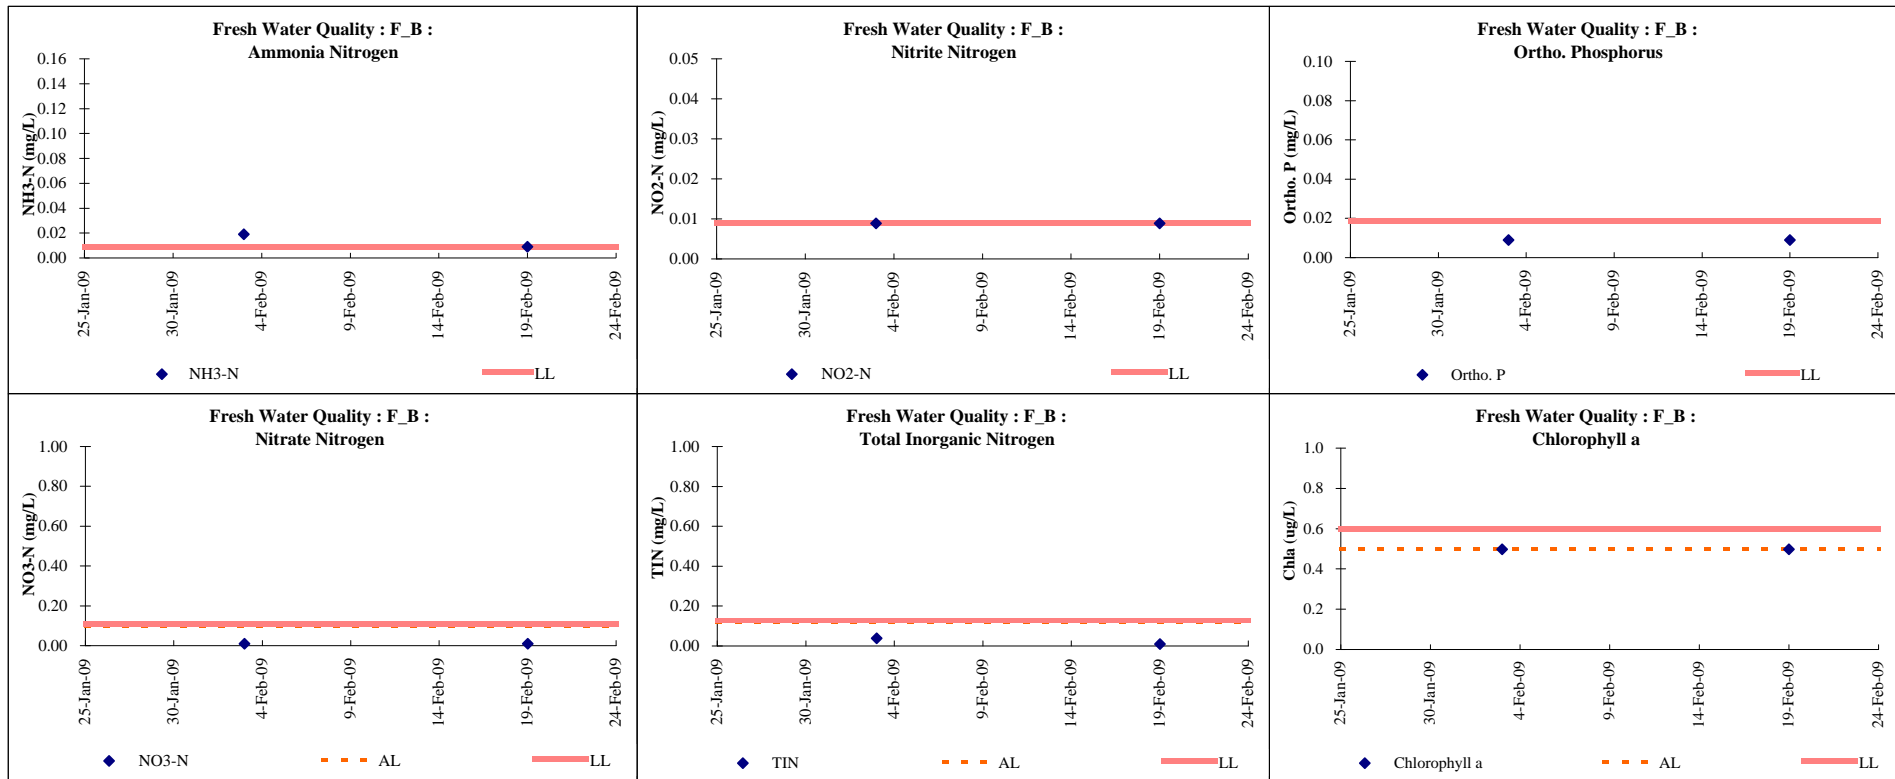 Fresh Water Quality : F_B :
Ammonia Nitrogen
NH3-N (mg/L)
0.16
0.14
0.12
0.10
0.08
0.06
0.04
0.02
0.00
25-Jan-09
30-Jan-09
4-Feb-09
9-Feb-09
14-Feb-09
19-Feb-09
24-Feb-09
NH3-N
LL
Fresh Water Quality : F_B :
Nitrite Nitrogen
NO2-N (mg/L)
0.05
0.04
0.03
0.02
0.01
0.00
25-Jan-09
30-Jan-09
4-Feb-09
9-Feb-09
14-Feb-09
19-Feb-09
24-Feb-09
NO2-N
LL
Fresh Water Quality : F_B :
Ortho. Phosphorus
Ortho. P (mg/L)
0.10
0.08
0.06
0.04
0.02
0.00
25-Jan-09
30-Jan-09
4-Feb-09
9-Feb-09
14-Feb-09
19-Feb-09
24-Feb-09
Ortho. P
LL
Fresh Water Quality : F_B :
Nitrate Nitrogen
NO3-N (mg/L)
1.00
0.80
0.60
0.40
0.20
0.00
25-Jan-09
30-Jan-09
4-Feb-09
9-Feb-09
14-Feb-09
19-Feb-09
24-Feb-09
NO3-N
AL
LL
Fresh Water Quality : F_B :
Total Inorganic Nitrogen
TIN (mg/L)
1.00
0.80
0.60
0.40
0.20
0.00
25-Jan-09
30-Jan-09
4-Feb-09
9-Feb-09
14-Feb-09
19-Feb-09
24-Feb-09
TIN
AL
LL
Fresh Water Quality : F_B :
Chlorophyll a
Chla (ug/L)
1.0
0.8
0.6
0.4
0.2
0.0
25-Jan-09
30-Jan-09
4-Feb-09
9-Feb-09
14-Feb-09
19-Feb-09
24-Feb-09
Chlorophyll a
AL
LL